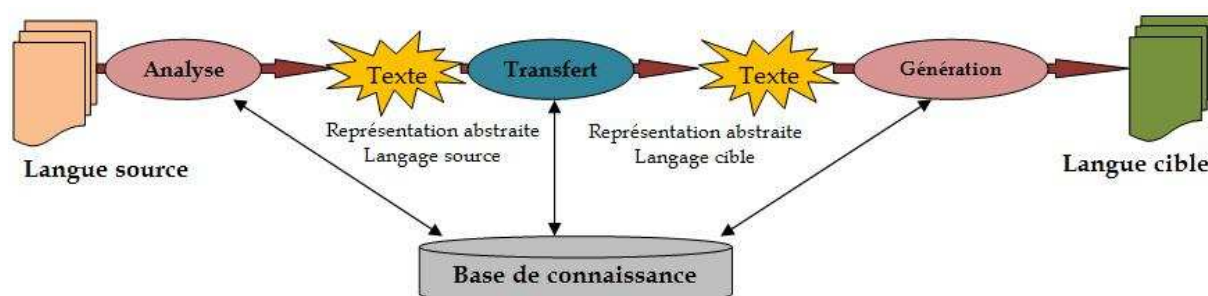 Analyse
Texte
Transfert
Texte
Génération
Représentation abstraite
Langage source
Représentation abstraite
Langage cible
Langue source
Langue cible
Base de connaissance